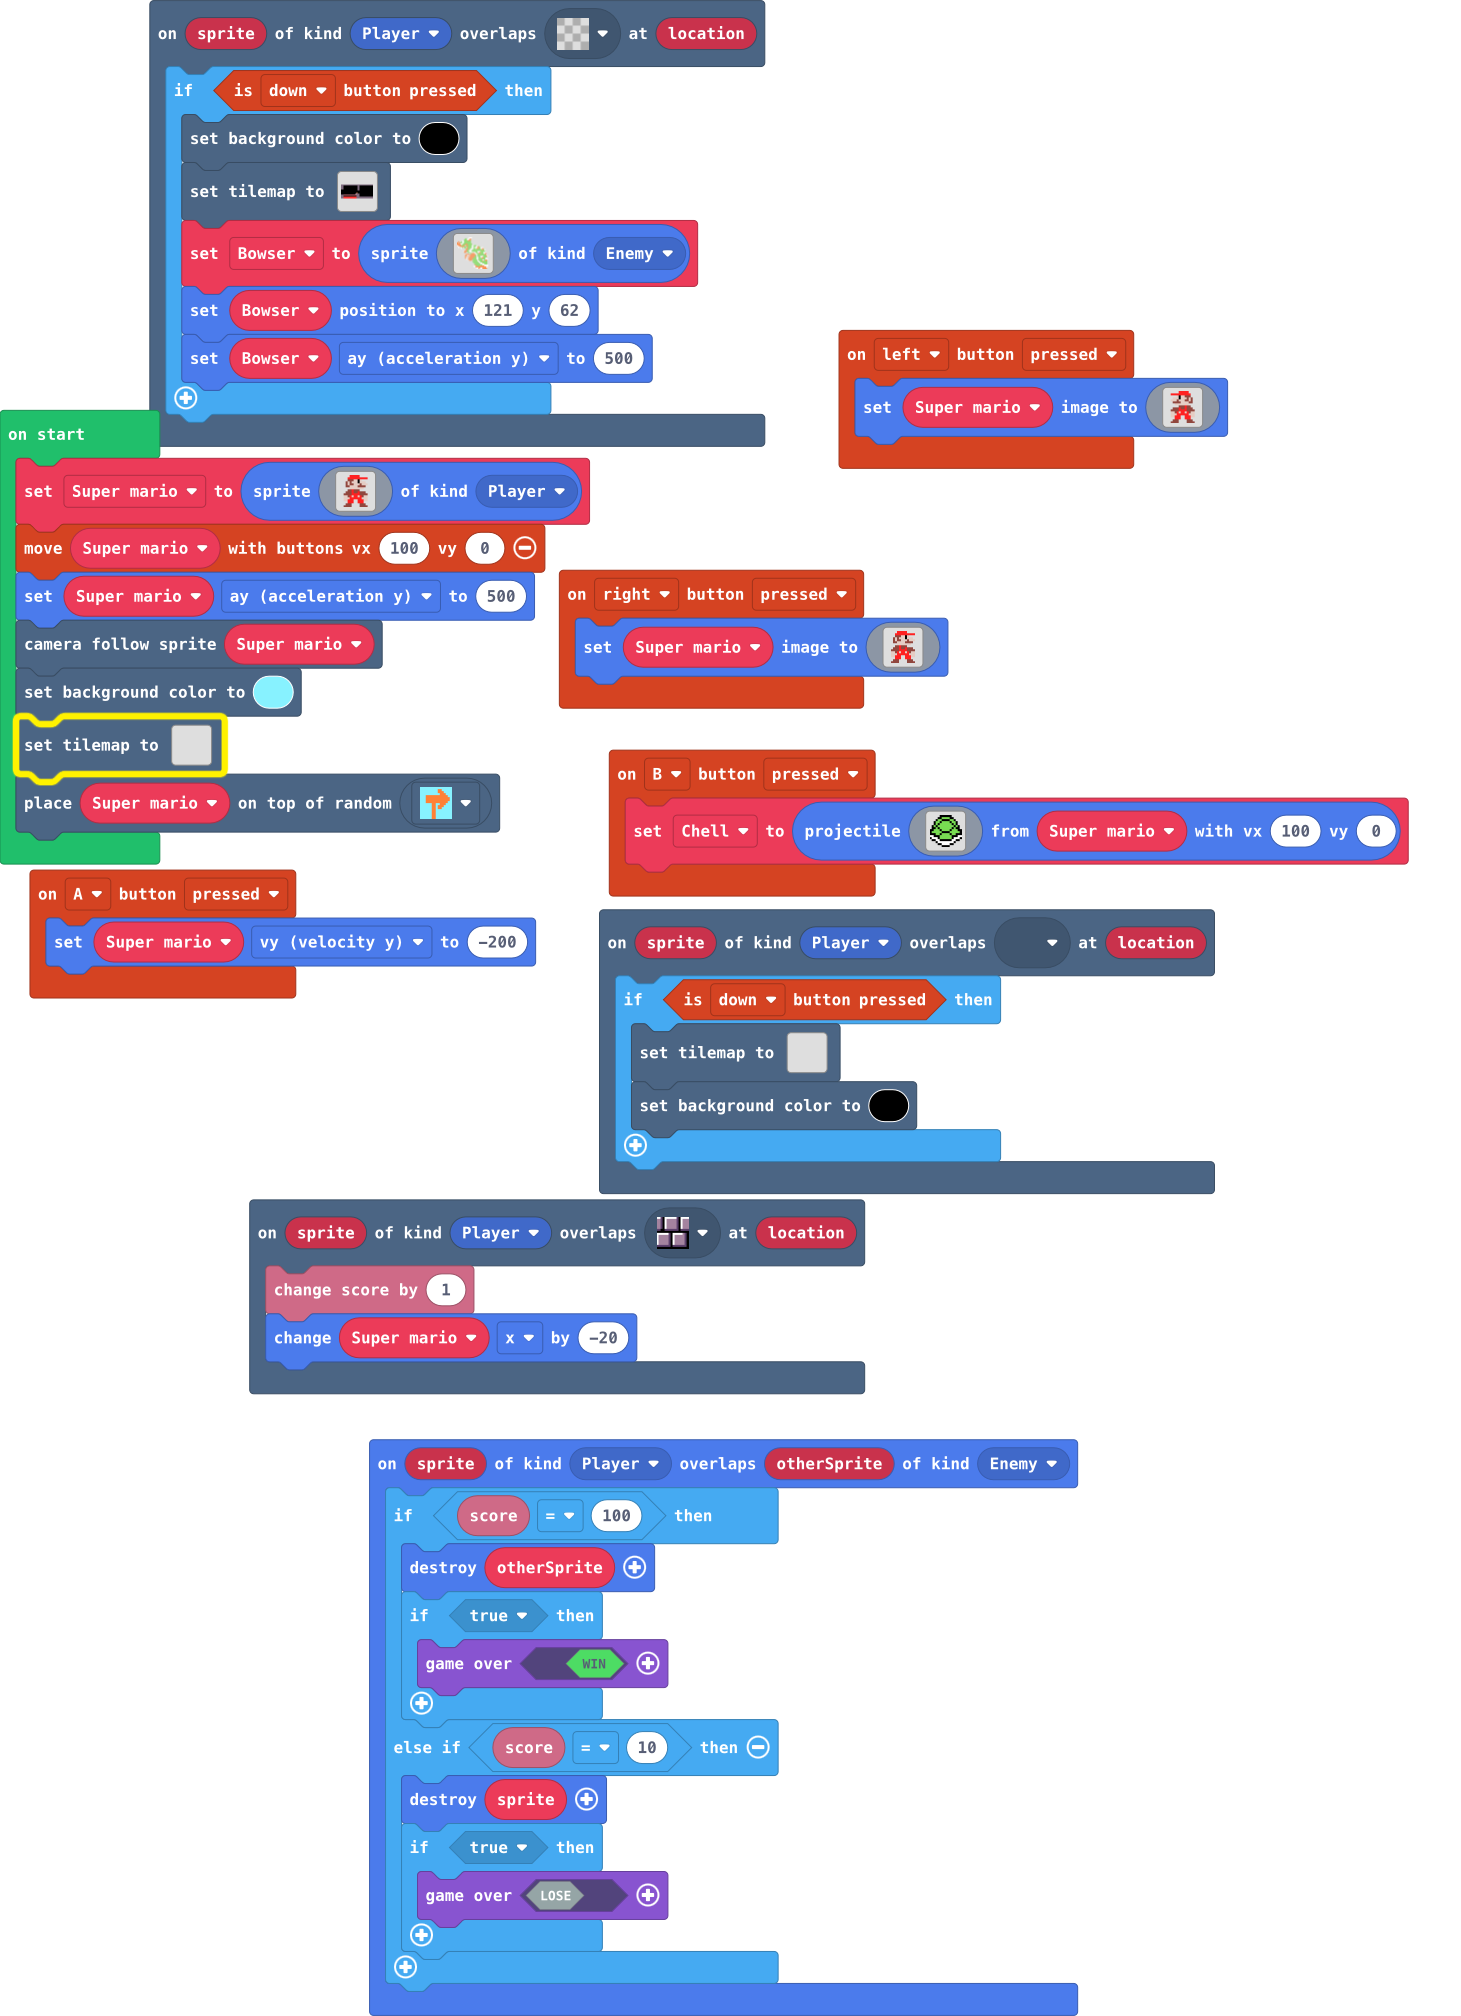 on sprite of kind Player overlaps at location
if is down button pressed then
set background color to
set tilemap to
set Bowser to sprite of kind Enemy
set Bowser position to x 121 y 62
set Bowser ay (acceleration y) to 500
on left button pressed
set Super mario image to
on start
set Super mario to sprite of kind Player
move Super mario with buttons vx 100 vy 0
set Super mario ay (acceleration y) to 500
camera follow sprite Super mario
set background color to
set tilemap to
place Super mario on top of random
on right button pressed
set Super mario image to
on B button pressed
set Chell to projectile from Super mario with vx 100 vy 0
on A button pressed
set Super mario vy (velocity y) to -200
on sprite of kind Player overlaps at location
if is down button pressed then
set tilemap to
set background color to
on sprite of kind Player overlaps at location
change score by 1
change Super mario x by -20
on sprite of kind Player overlaps otherSprite of kind Enemy
if score = 100 then
destroy otherSprite
if true then
game over WIN
else if score = 10 then
destroy sprite
if true then
game over LOSE